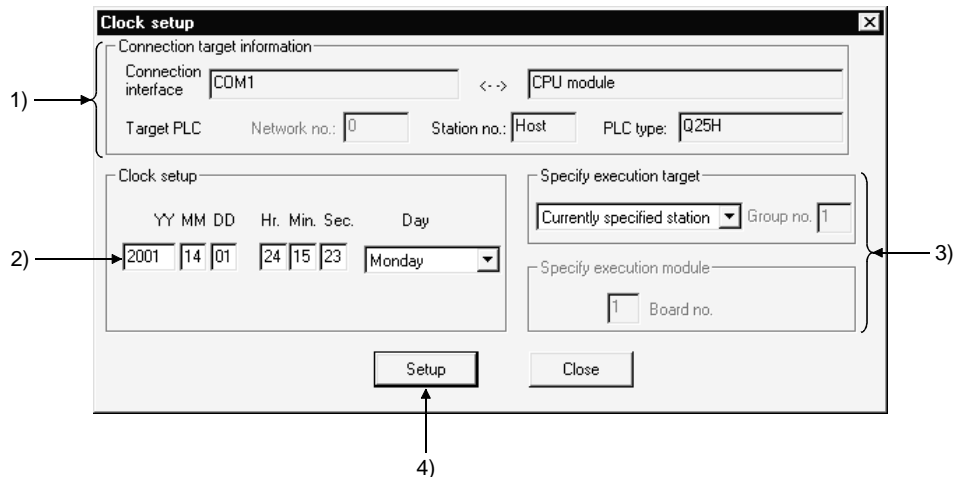 Clock setup
Connection target information
Connection interface COM1 <--> CPU module
1)
Target PLC Network no.: 0 Station no.: Host PLC type: Q25H
Clock setup
Specify execution target
YY MM DD Hr. Min. Sec. Day
Currently specified station Group no. 1
2) 2001 14 01 24 15 23 Monday
3)
Specify execution module
1 Board no.
Setup Close
4)